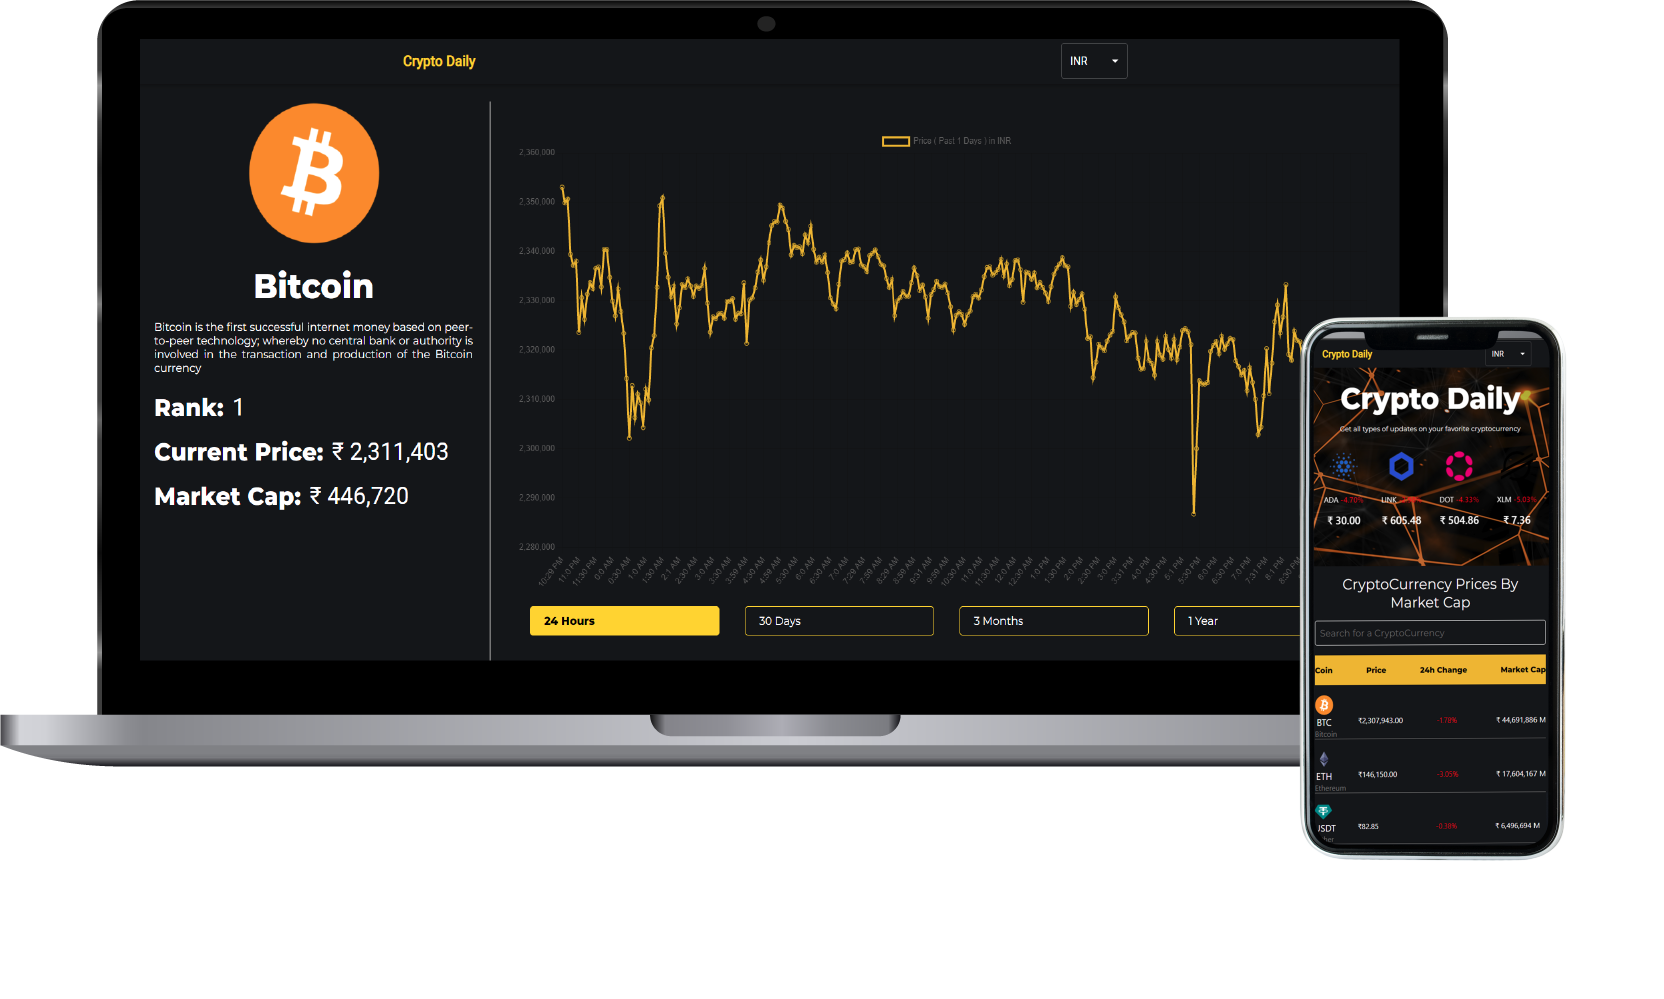 Crypto Daily
INR
Bitcoin
Bitcoin is the first successful internet money based on peer-
to-peer technology; whereby no central bank or authority is
involved in the transaction and production of the Bitcoin
currency
Rank: 1
Current Price: ₹ 2,311,403
Market Cap: ₹ 446,720
Price ( Past 1 Days ) in INR
2,360,000
2,350,000
2,340,000
2,330,000
2,320,000
2,310,000
2,300,000
2,290,000
2,280,000
24 Hours
30 Days
3 Months
1 Year
Crypto Daily
INR
Crypto Daily
Get all types of updates on your favorite cryptocurrency
ADA -4.76%
LINK
DOT -4.33%
XLM -5.03%
₹ 30.00
₹ 605.48
₹ 504.86
₹ 7.36
CryptoCurrency Prices By
Market Cap
Search for a CryptoCurrency
Coin Price 24h Change Market Cap
BTC ₹2,307,943.00 -1.78% ₹ 44,691,886 M
Bitcoin
ETH ₹146,150.00 -3.05% ₹ 17,604,167 M
Ethereum
USDT ₹82.85 -0.38% ₹ 6,496,694 M